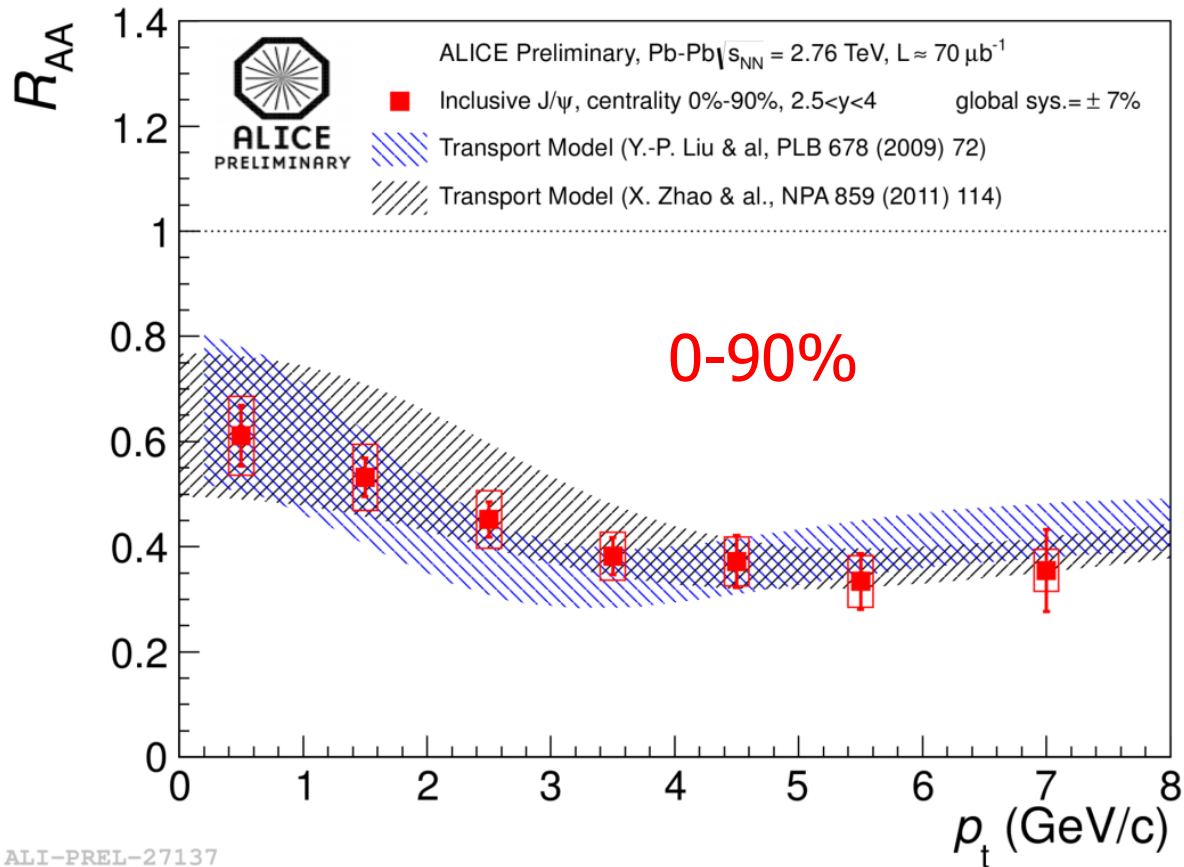 R_AA
1.4
1.2
1
0.8
0.6
0.4
0.2
0
ALICE
PRELIMINARY
ALICE Preliminary, Pb-Pb √s_NN = 2.76 TeV, L ≈ 70 μb^-1
Inclusive J/ψ, centrality 0%-90%, 2.5<y<4 global sys.= ± 7%
Transport Model (Y.-P. Liu & al, PLB 678 (2009) 72)
Transport Model (X. Zhao & al., NPA 859 (2011) 114)
0-90%
0 1 2 3 4 5 6 7 8
p_t (GeV/c)
ALI-PREL-27137